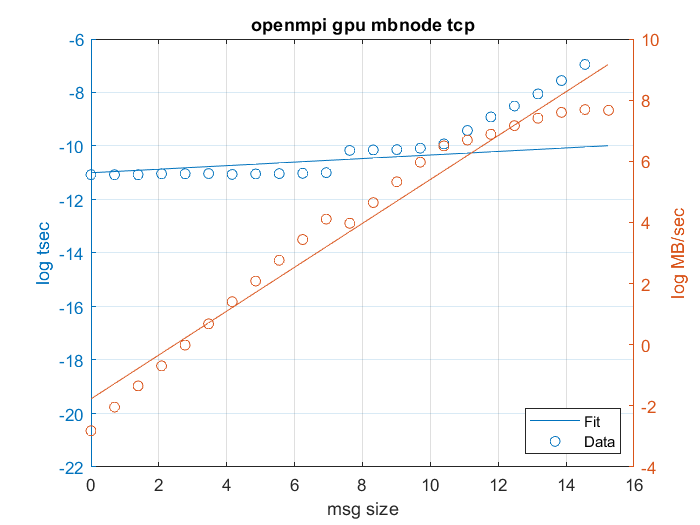 openmpi gpu mbnode tcp
-6
-8
-10
-12
-14
-16
-18
-20
-22
log tsec
10
8
6
4
2
0
-2
-4
log MB/sec
Fit
Data
0 2 4 6 8 10 12 14 16
msg size